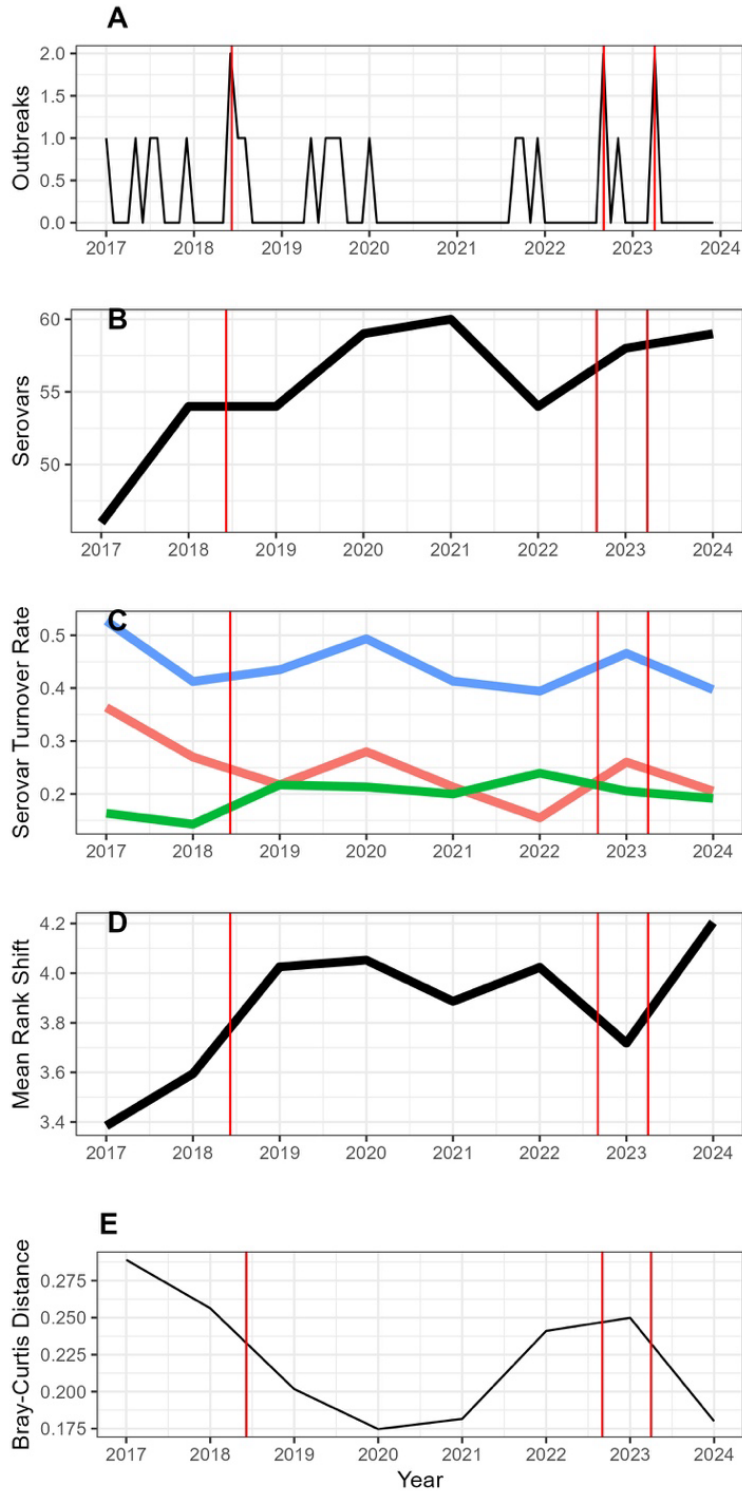 A
Outbreaks
2.0
1.5
1.0
0.5
0.0
2017 2018 2019 2020 2021 2022 2023 2024
B
Serovars
60
55
50
2017 2018 2019 2020 2021 2022 2023 2024
C
Serovar Turnover Rate
0.5
0.4
0.3
0.2
2017 2018 2019 2020 2021 2022 2023 2024
D
Mean Rank Shift
4.2
4.0
3.8
3.6
3.4
2017 2018 2019 2020 2021 2022 2023 2024
E
Bray-Curtis Distance
0.275
0.250
0.225
0.200
0.175
2017 2018 2019 2020 2021 2022 2023 2024
Year